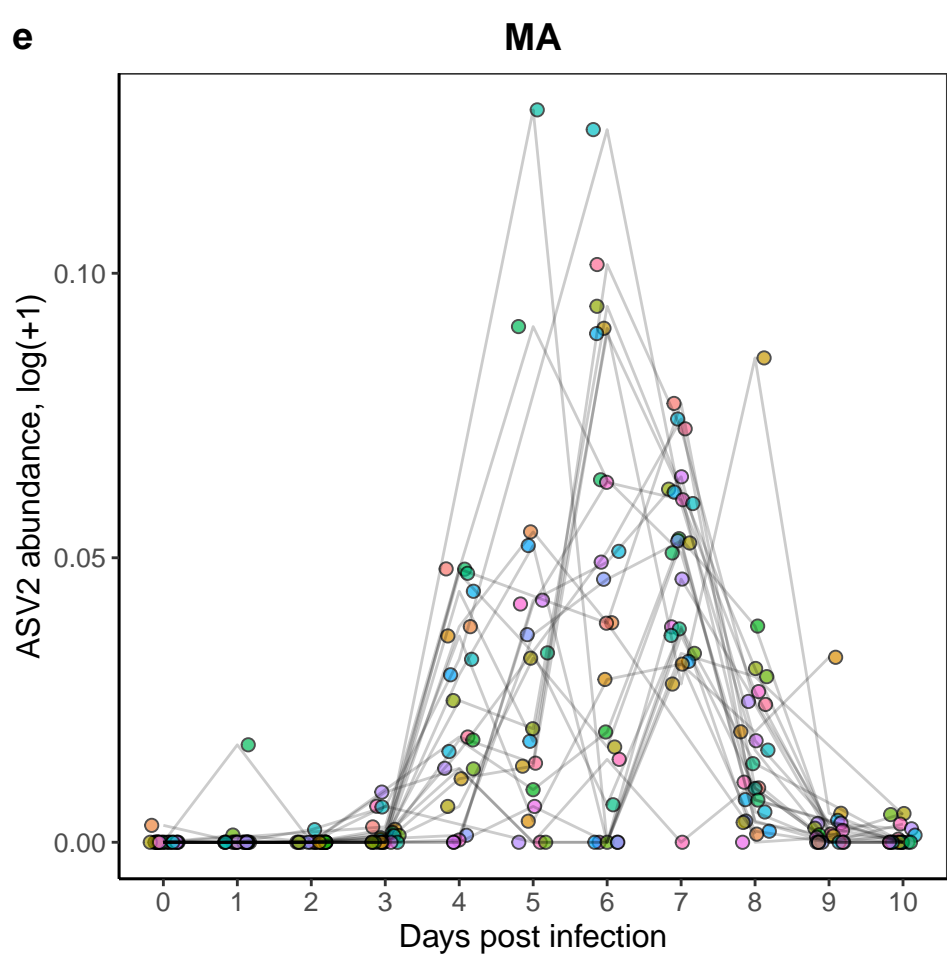 e
MA
ASV2 abundance, log(+1)
0.10
0.05
0.00
0 1 2 3 4 5 6 7 8 9 10
Days post infection